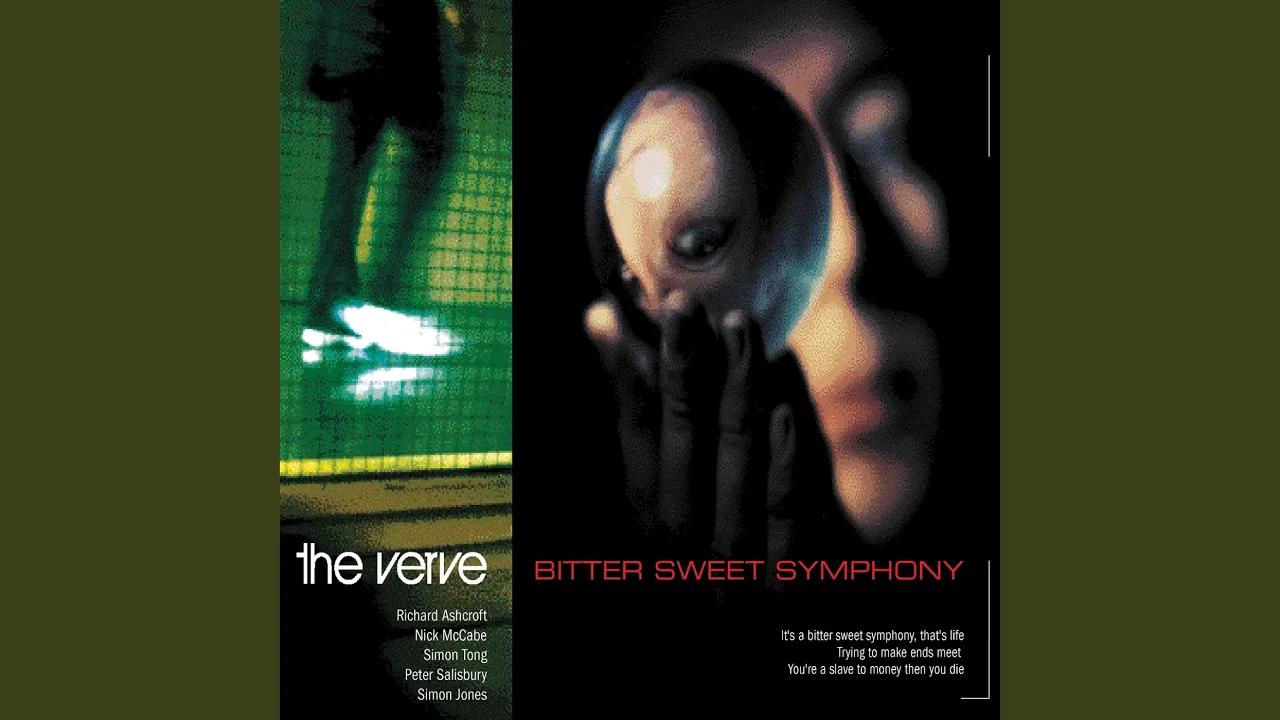 the verve
Richard Ashcroft
Nick McCabe
Simon Tong
Peter Salisbury
Simon Jones
BITTER SWEET SYMPHONY
It's a bitter sweet symphony, that's life
Trying to make ends meet
You're a slave to money then you die